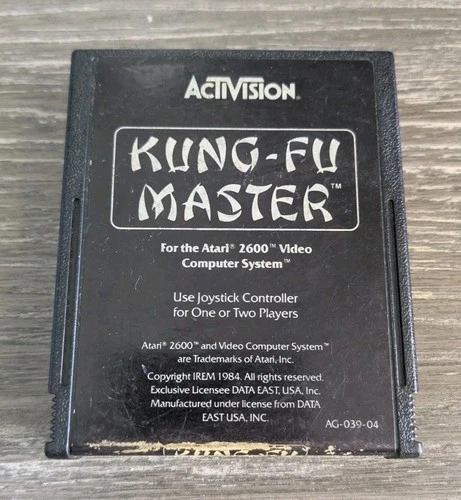 ACTIVISION®
KUNG-FU
MASTER™
For the Atari® 2600™ Video
Computer System™
Use Joystick Controller
for One or Two Players
Atari® 2600™ and Video Computer System™
are Trademarks of Atari, Inc.
Copyright IREM 1984. All rights reserved.
Exclusive Licensee DATA EAST, USA, Inc.
Manufactured under license from DATA
EAST USA, INC.
AG-039-04
KUNG-FU